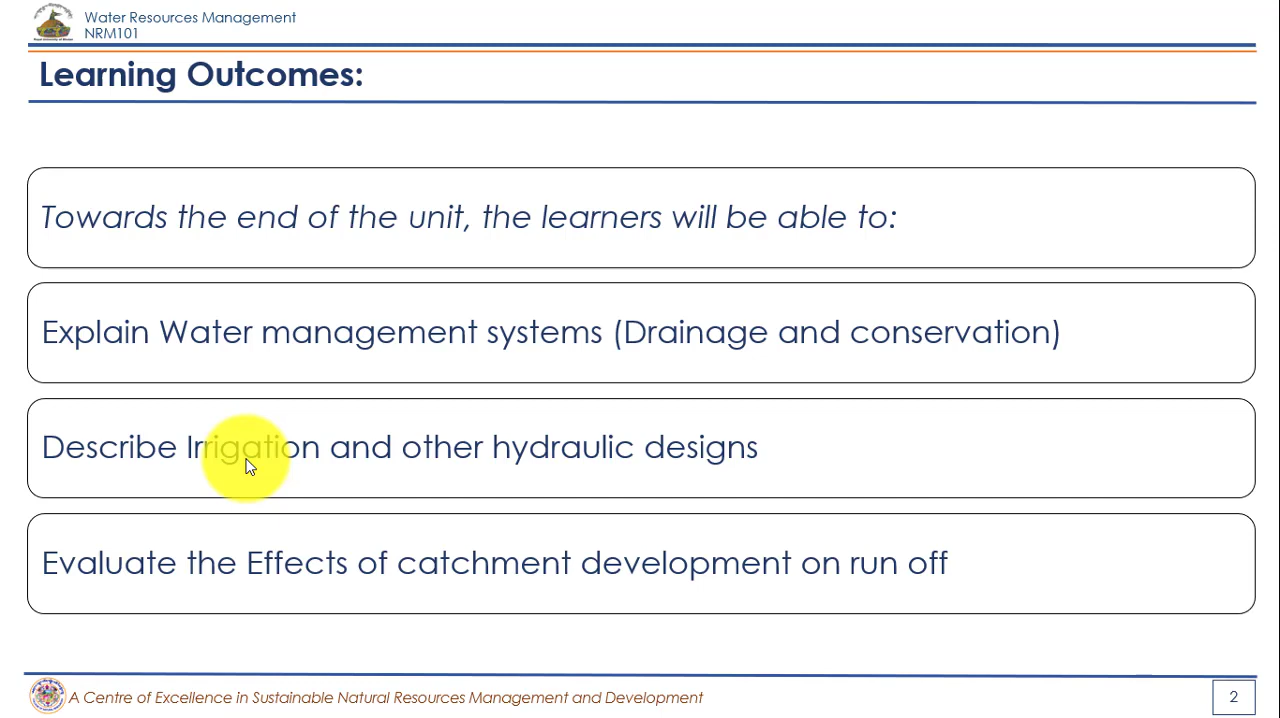 Water Resources Management
NRM101
Learning Outcomes:
Towards the end of the unit, the learners will be able to:
Explain Water management systems (Drainage and conservation)
Describe Irrigation and other hydraulic designs
Evaluate the Effects of catchment development on run off
A Centre of Excellence in Sustainable Natural Resources Management and Development
2